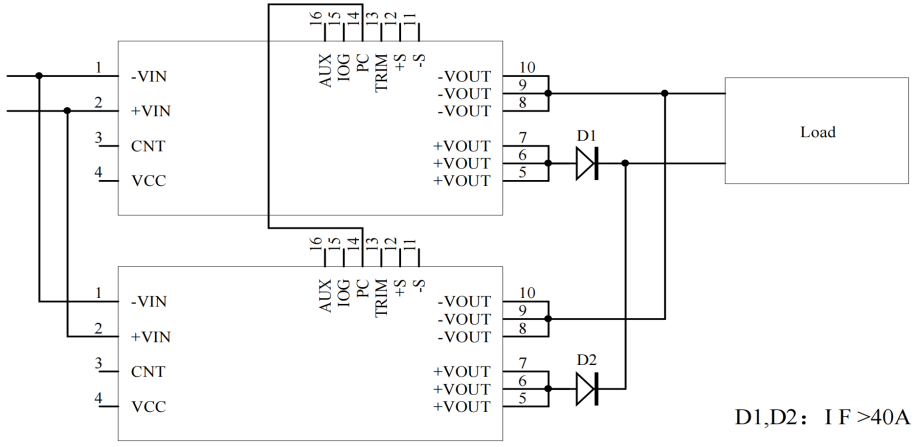 16 15 14 13 12 11
AUX IOG PC TRIM +S -S
1 -VIN
2 +VIN
3 CNT
4 VCC
-VOUT 10
-VOUT 9
-VOUT 8
+VOUT 7
+VOUT 6
+VOUT 5
D1
Load
16 15 14 13 12 11
AUX IOG PC TRIM +S -S
1 -VIN
2 +VIN
3 CNT
4 VCC
-VOUT 10
-VOUT 9
-VOUT 8
+VOUT 7
+VOUT 6
+VOUT 5
D2
D1,D2: I F >40A